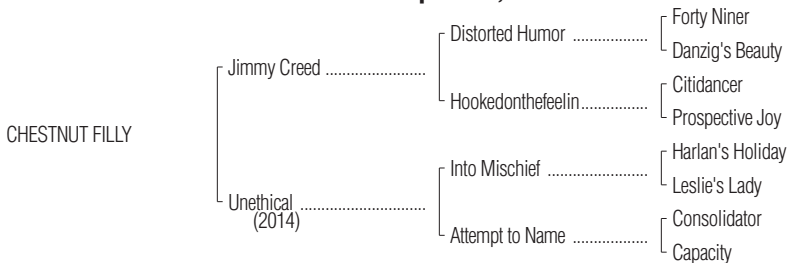 Forty Niner
Distorted Humor ..................
Danzig's Beauty
Jimmy Creed ........................
Citidancer
Hookedonthefeelin................
Prospective Joy
CHESTNUT FILLY
Harlan's Holiday
Into Mischief ........................
Leslie's Lady
Unethical ..............................
(2014)
Consolidator
Attempt to Name ..................
Capacity